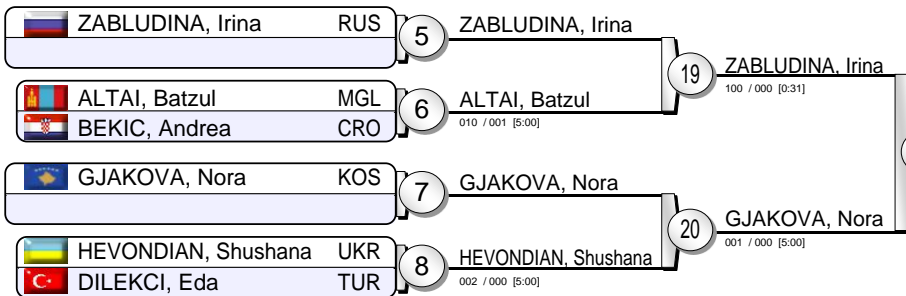 ZABLUDINA, Irina RUS
5
ZABLUDINA, Irina
19
ZABLUDINA, Irina
100 / 000 [0:31]
ALTAI, Batzul MGL
BEKIC, Andrea CRO
6
ALTAI, Batzul
010 / 001 [5:00]
GJAKOVA, Nora KOS
7
GJAKOVA, Nora
20
GJAKOVA, Nora
001 / 000 [5:00]
HEVONDIAN, Shushana UKR
DILEKCI, Eda TUR
8
HEVONDIAN, Shushana
002 / 000 [5:00]